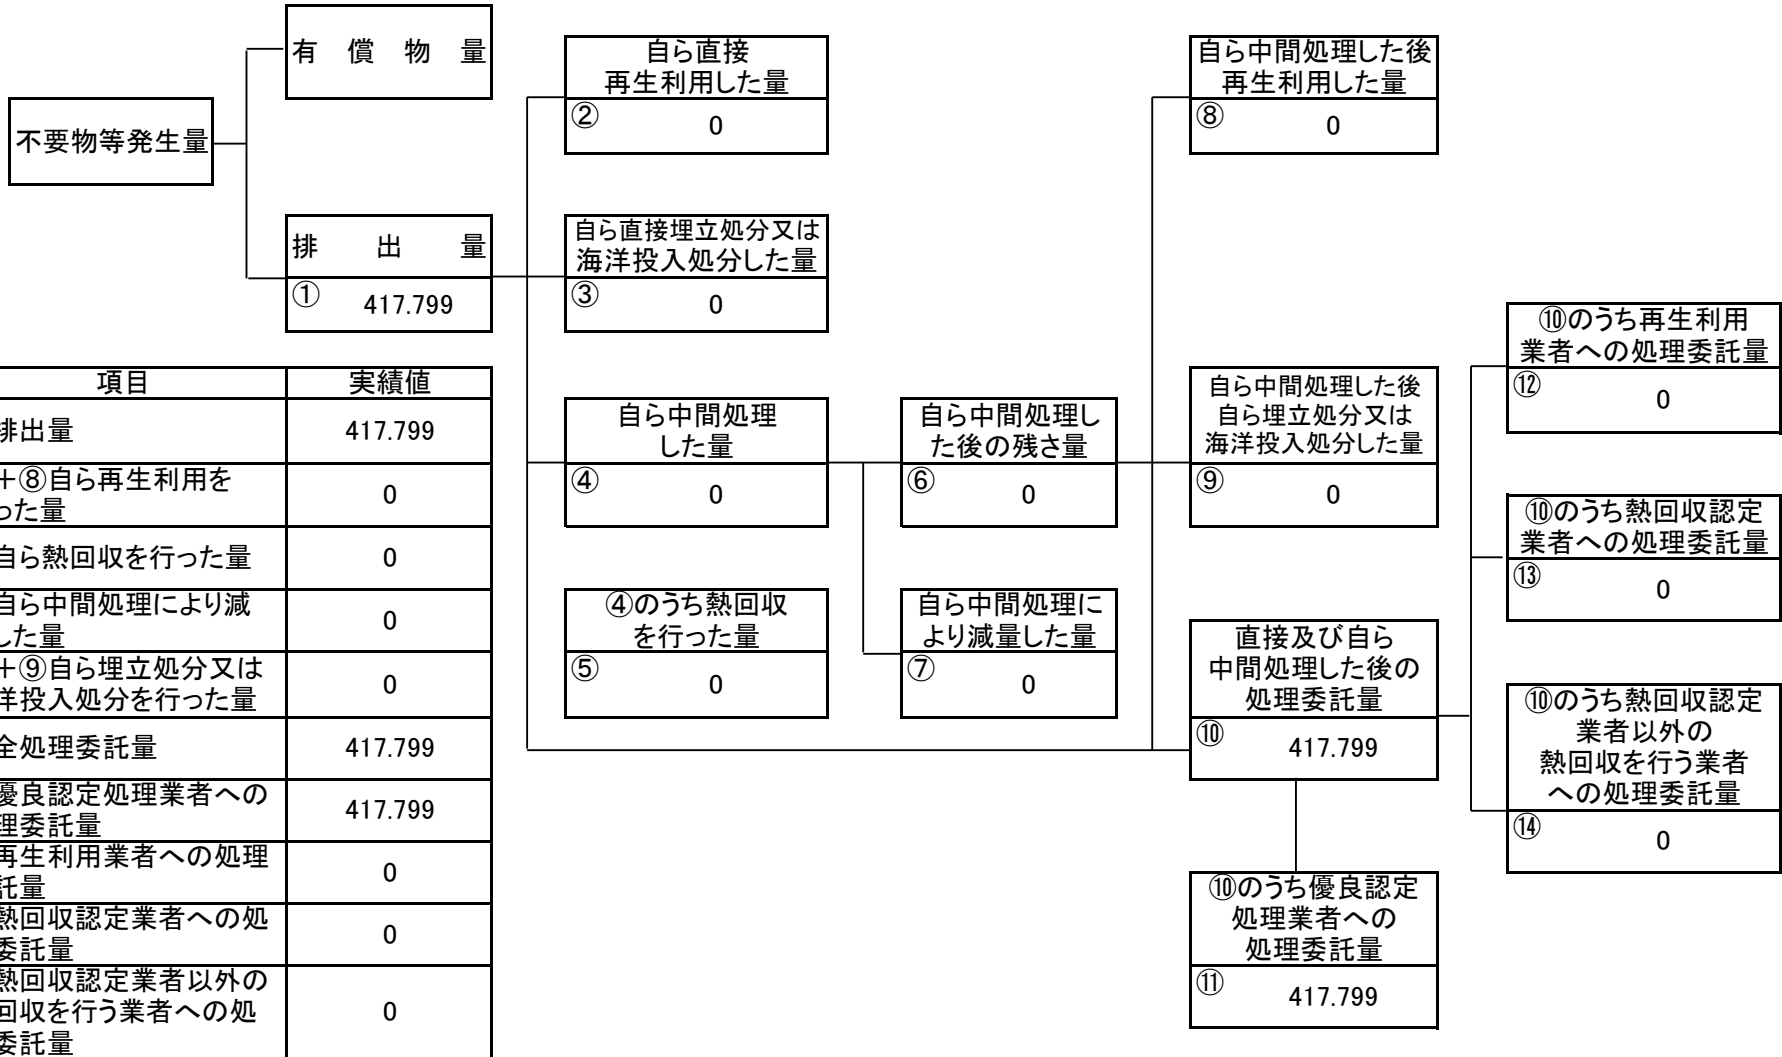 有償物量
不要物等発生量
排出量
① 417.799
自ら直接
再生利用した量
② 0
自ら直接埋立処分又は
海洋投入処分した量
③ 0
自ら中間処理
した量
④ 0
④のうち熱回収
を行った量
⑤ 0
自ら中間処理し
た後の残さ量
⑥ 0
自ら中間処理に
より減量した量
⑦ 0
自ら中間処理した後
再生利用した量
⑧ 0
自ら中間処理した後
自ら埋立処分又は
海洋投入処分した量
⑨ 0
直接及び自ら
中間処理した後の
処理委託量
⑩ 417.799
⑩のうち優良認定
処理業者への
処理委託量
⑪ 417.799
⑩のうち再生利用
業者への処理委託量
⑫ 0
⑩のうち熱回収認定
業者への処理委託量
⑬ 0
⑩のうち熱回収認定
業者以外の
熱回収を行う業者
への処理委託量
⑭ 0
項目 実績値
排出量 417.799
+⑧自ら再生利用を
った量 0
自ら熱回収を行った量 0
自ら中間処理により減
した量 0
+⑨自ら埋立処分又は
洋投入処分を行った量 0
全処理委託量 417.799
優良認定処理業者への
理委託量 417.799
再生利用業者への処理
託量 0
熱回収認定業者への処
委託量 0
熱回収認定業者以外の
回収を行う業者への処
委託量 0